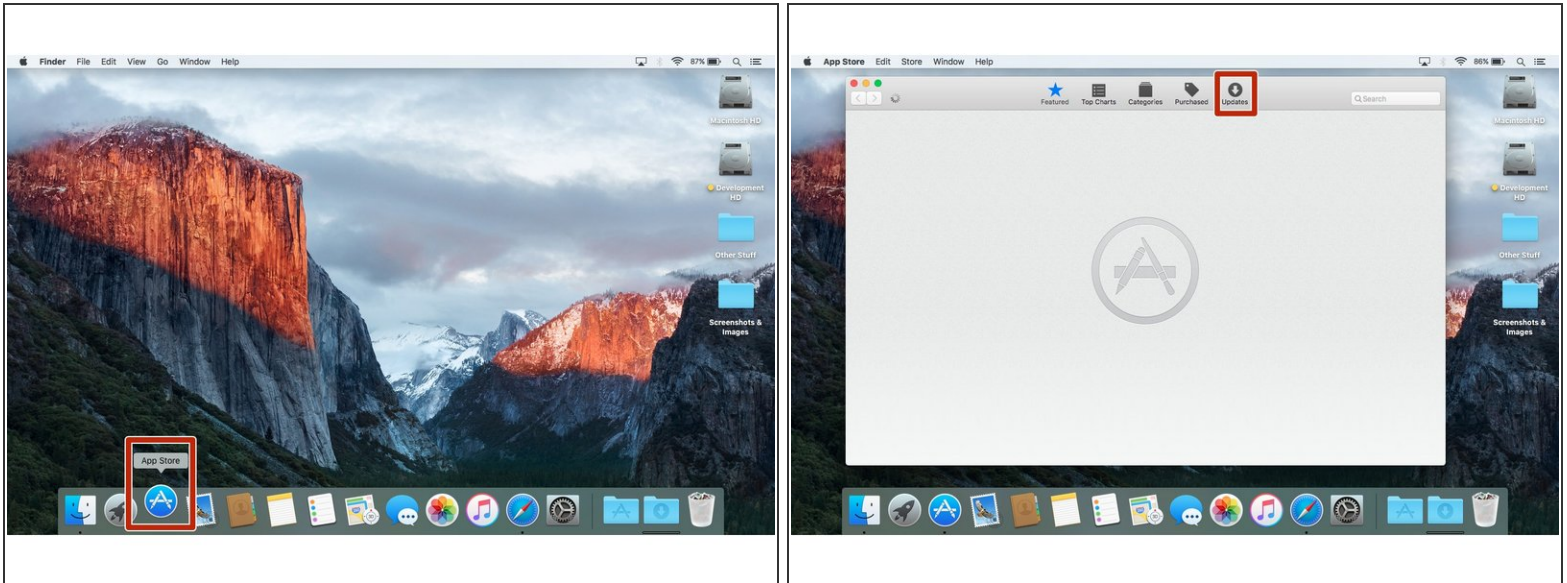 Finder File Edit View Go Window Help
87%
Macintosh HD
Development
HD
Other Stuff
Screenshots &
Images
App Store
App Store Edit Store Window Help
86%
Featured Top Charts Categories Purchased Updates
Search
Macintosh HD
Development
HD
Other Stuff
Screenshots &
Images